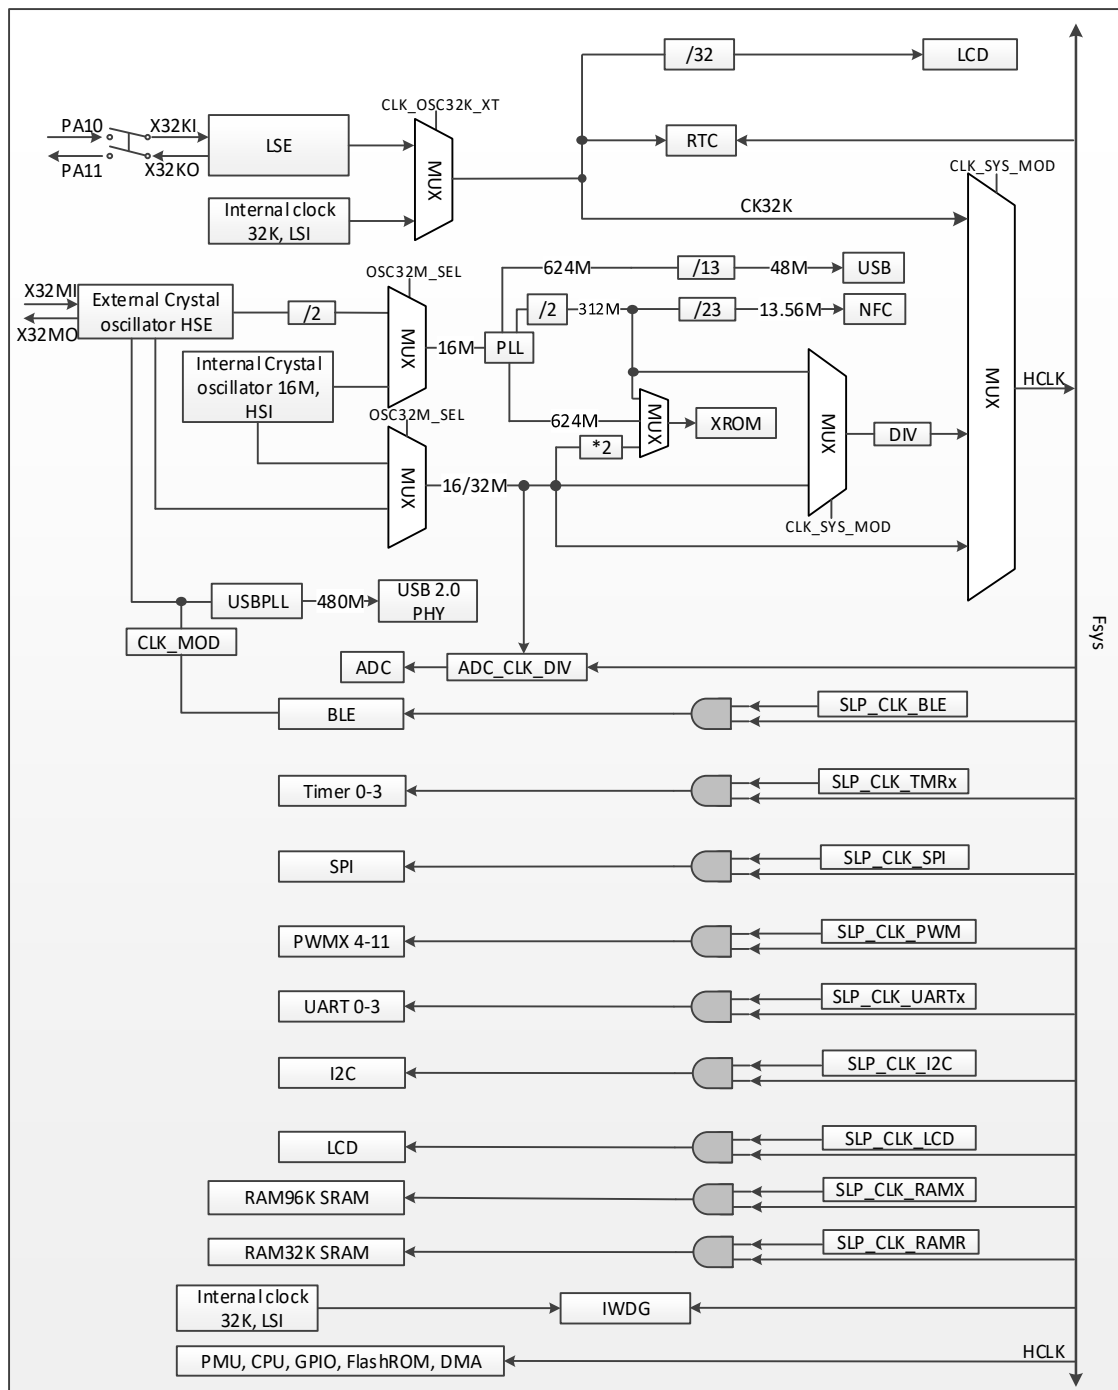 /32
LCD
CLK_OSC32K_XT
PA10
X32KI
LSE
PA11
X32KO
MUX
RTC
CLK_SYS_MOD
Internal clock
32K, LSI
CK32K
OSC32M_SEL
624M
/13
48M
USB
X32MI
External Crystal
oscillator HSE
X32MO
/2
MUX
/2
312M
/23
13.56M
NFC
16M
PLL
Internal Crystal
oscillator 16M,
HSI
MUX
HCLK
OSC32M_SEL
624M
MUX
XROM
MUX
DIV
*2
MUX
16/32M
CLK_SYS_MOD
USBPLL
480M
USB 2.0
PHY
CLK_MOD
Fsys
ADC
ADC_CLK_DIV
BLE
SLP_CLK_BLE
Timer 0-3
SLP_CLK_TMRx
SPI
SLP_CLK_SPI
PWMX 4-11
SLP_CLK_PWM
UART 0-3
SLP_CLK_UARTx
I2C
SLP_CLK_I2C
LCD
SLP_CLK_LCD
RAM96K SRAM
SLP_CLK_RAMX
RAM32K SRAM
SLP_CLK_RAMR
Internal clock
32K, LSI
IWDG
PMU, CPU, GPIO, FlashROM, DMA
HCLK